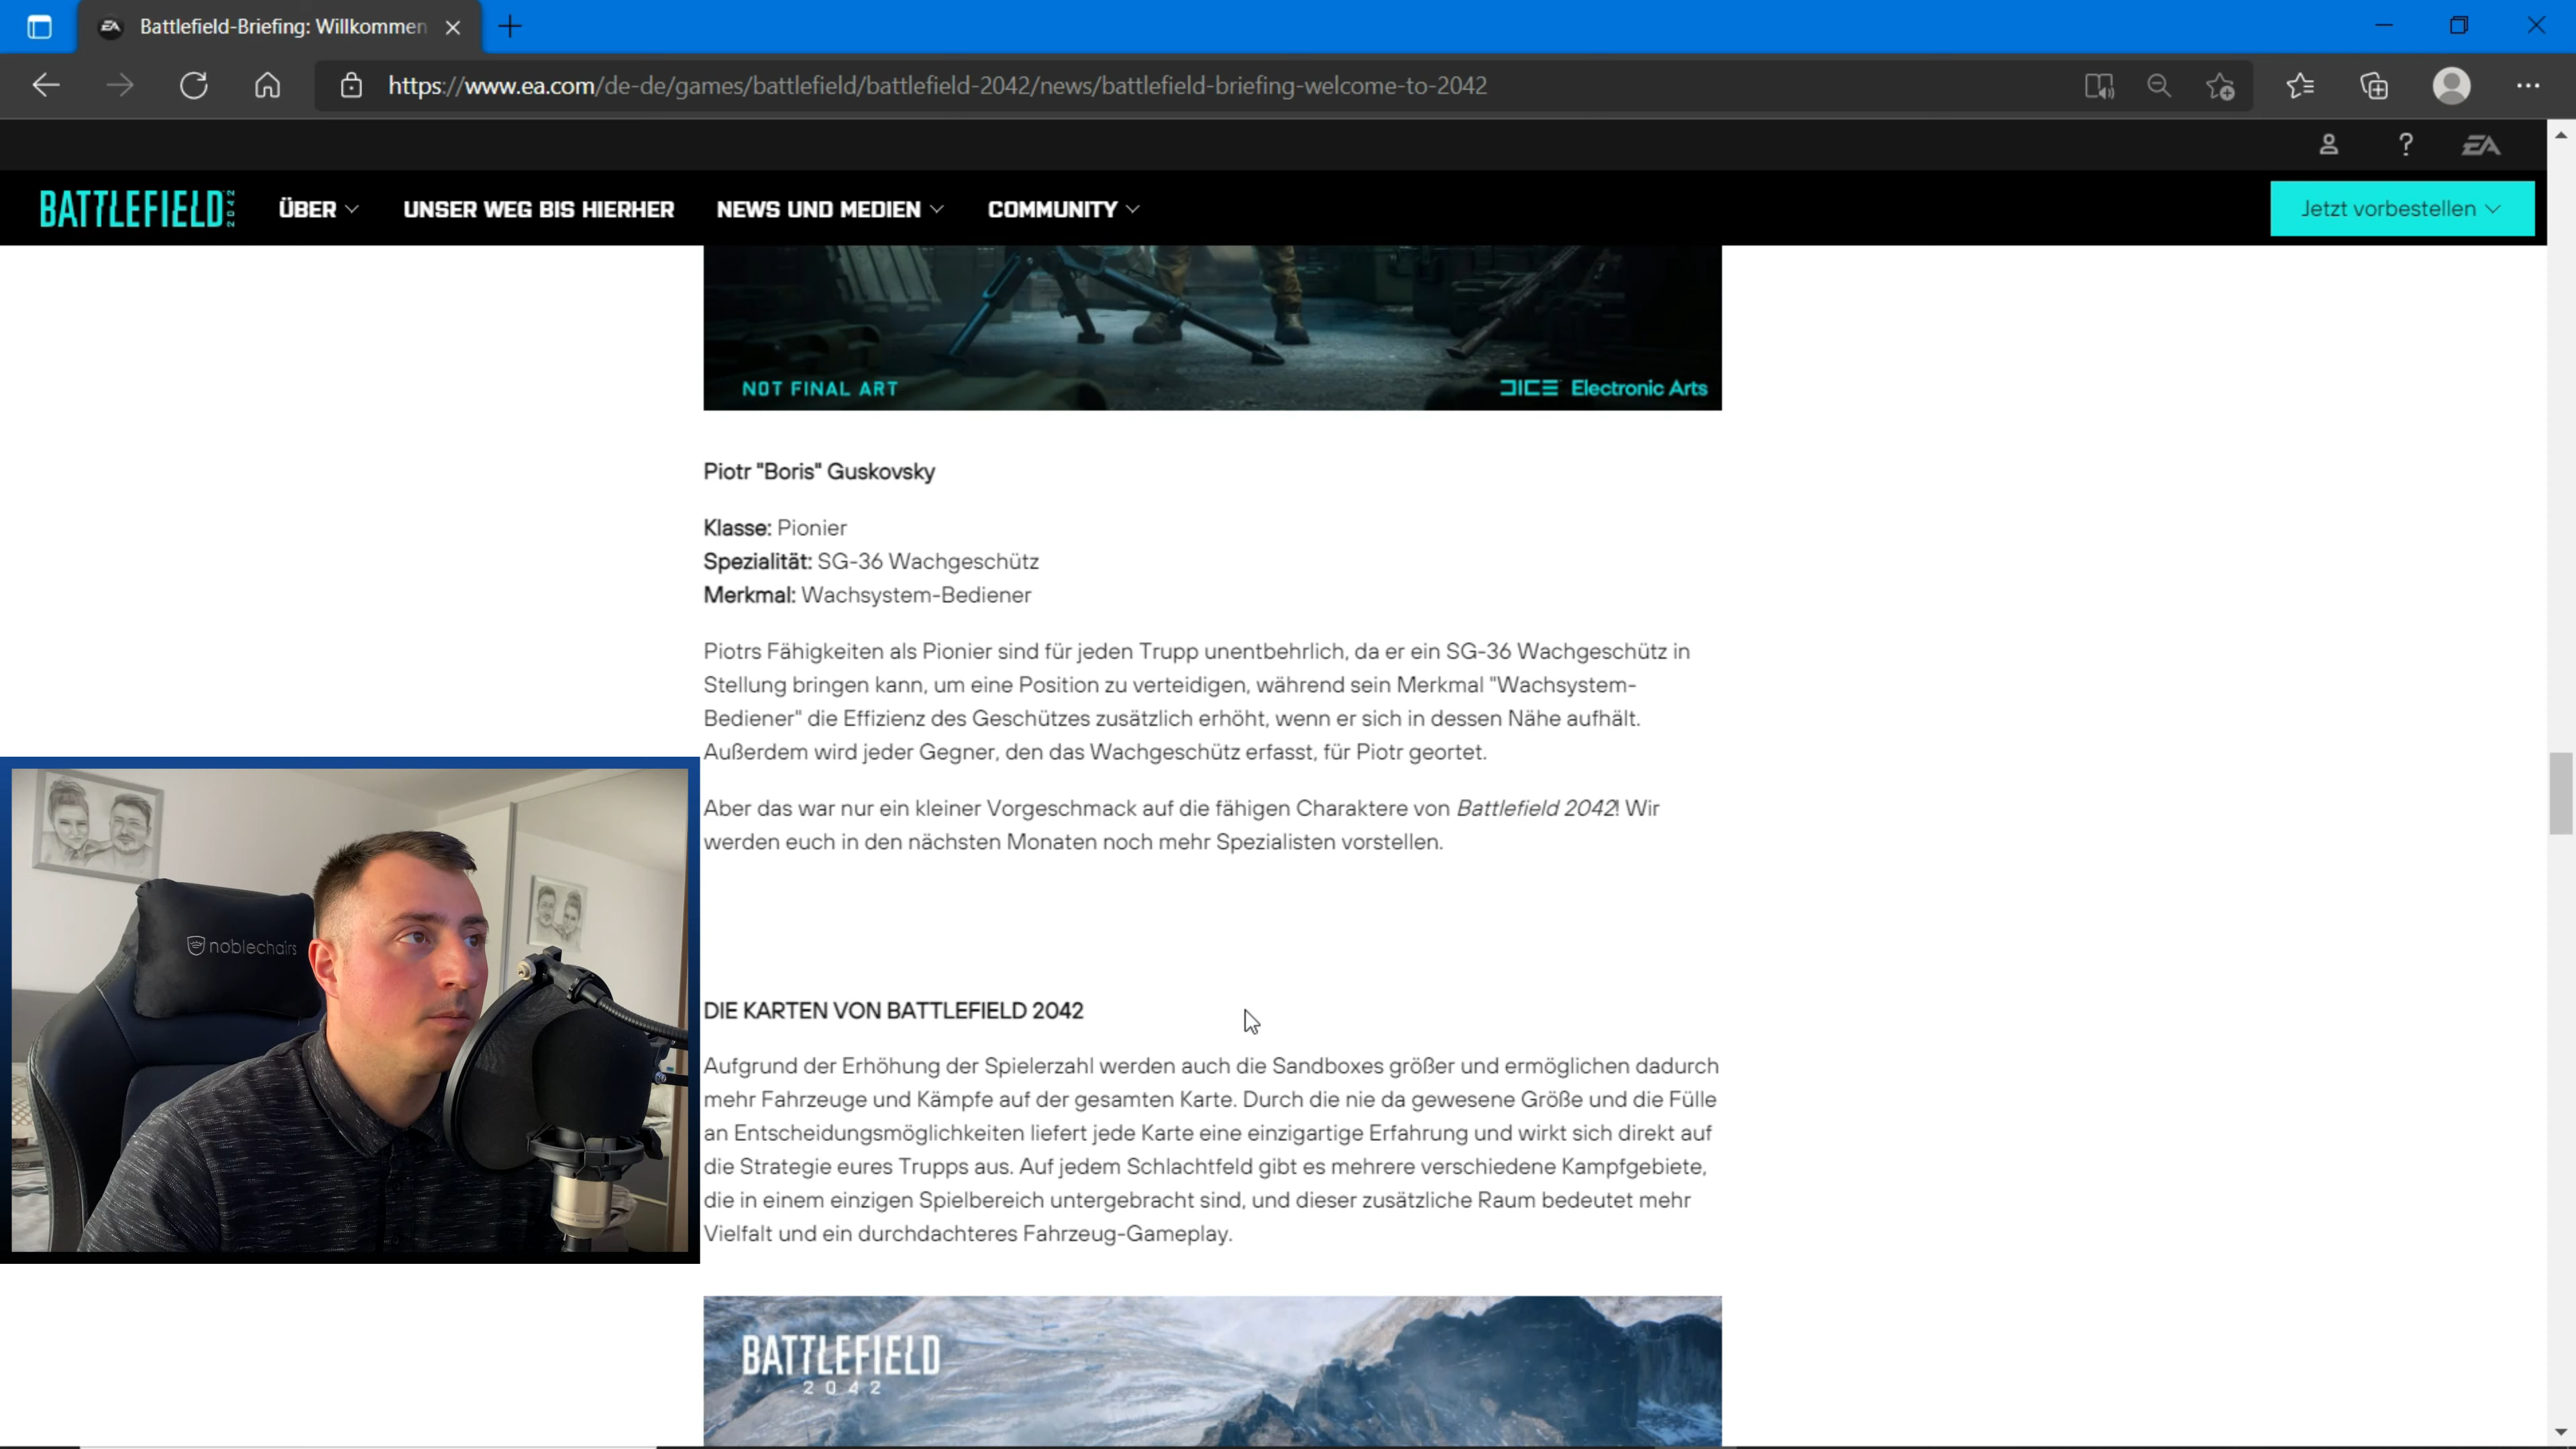 Battlefield-Briefing: Willkommen
https://www.ea.com/de-de/games/battlefield/battlefield-2042/news/battlefield-briefing-welcome-to-2042
EA
BATTLEFIELD 2042 ÜBER UNSER WEG BIS HIERHER NEWS UND MEDIEN COMMUNITY Jetzt vorbestellen
NOT FINAL ART DICE Electronic Arts
Piotr "Boris" Guskovsky
Klasse: Pionier
Spezialität: SG-36 Wachgeschütz
Merkmal: Wachsystem-Bediener
Piotrs Fähigkeiten als Pionier sind für jeden Trupp unentbehrlich, da er ein SG-36 Wachgeschütz in
Stellung bringen kann, um eine Position zu verteidigen, während sein Merkmal "Wachsystem-
Bediener" die Effizienz des Geschützes zusätzlich erhöht, wenn er sich in dessen Nähe aufhält.
Außerdem wird jeder Gegner, den das Wachgeschütz erfasst, für Piotr geortet.
Aber das war nur ein kleiner Vorgeschmack auf die fähigen Charaktere von Battlefield 2042! Wir
werden euch in den nächsten Monaten noch mehr Spezialisten vorstellen.
noblechairs
DIE KARTEN VON BATTLEFIELD 2042
Aufgrund der Erhöhung der Spielerzahl werden auch die Sandboxes größer und ermöglichen dadurch
mehr Fahrzeuge und Kämpfe auf der gesamten Karte. Durch die nie da gewesene Größe und die Fülle
an Entscheidungsmöglichkeiten liefert jede Karte eine einzigartige Erfahrung und wirkt sich direkt auf
die Strategie eures Trupps aus. Auf jedem Schlachtfeld gibt es mehrere verschiedene Kampfgebiete,
die in einem einzigen Spielbereich untergebracht sind, und dieser zusätzliche Raum bedeutet mehr
Vielfalt und ein durchdachteres Fahrzeug-Gameplay.
BATTLEFIELD
2042